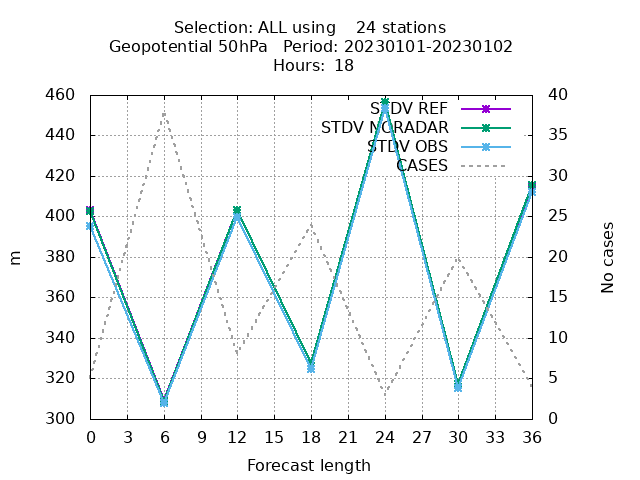 Selection: ALL using 24 stations
Geopotential 50hPa Period: 20230101-20230102
Hours: 18
STDV REF
STDV NORADAR
STDV OBS
CASES
460
440
420
400
380
360
340
320
300
m
40
35
30
25
20
15
10
5
0
No cases
0 3 6 9 12 15 18 21 24 27 30 33 36
Forecast length